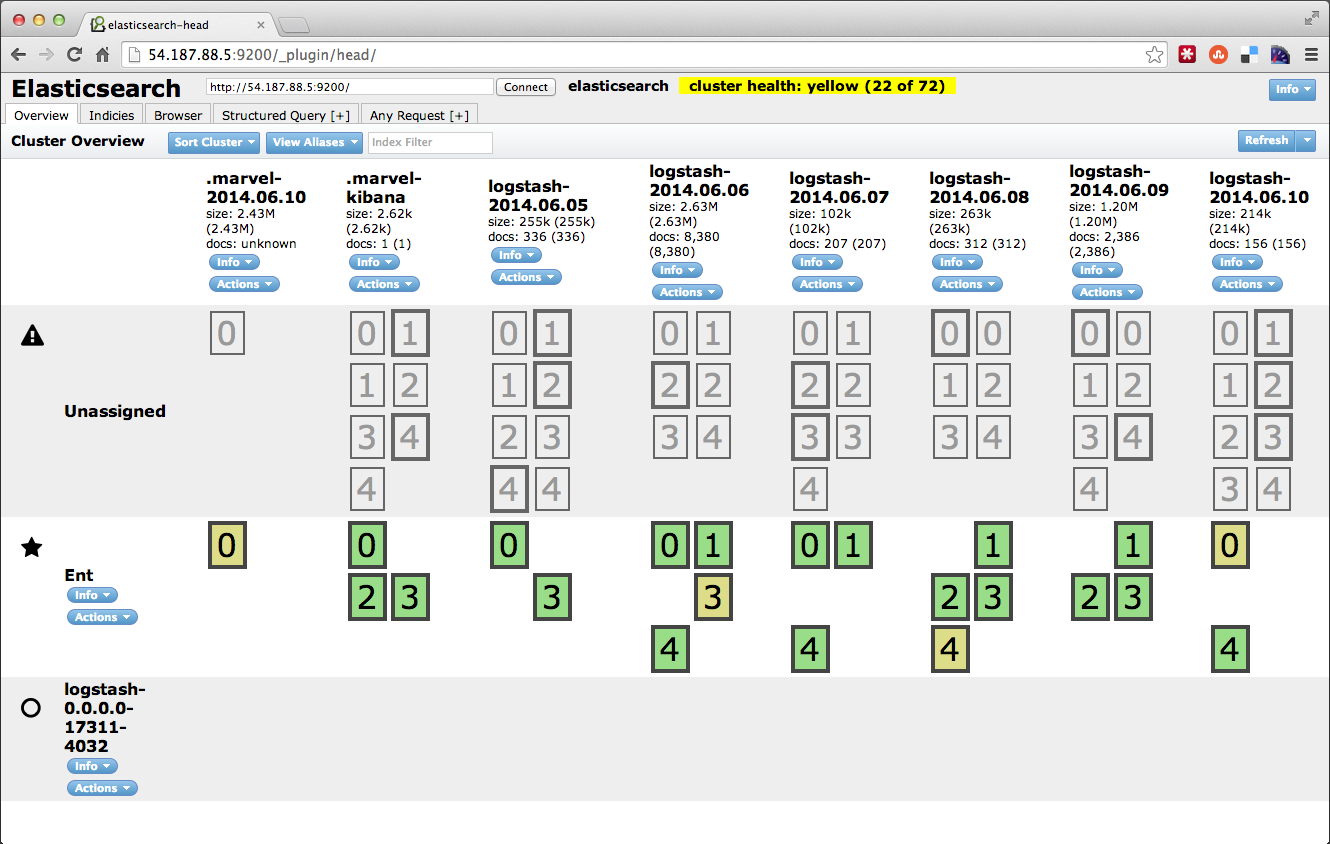 elasticsearch-head
54.187.88.5:9200/_plugin/head/
Elasticsearch http://54.187.88.5:9200/ Connect elasticsearch cluster health: yellow (22 of 72) Info
Overview Indicies Browser Structured Query [+] Any Request [+]
Cluster Overview Sort Cluster View Aliases Index Filter Refresh
.marvel-
2014.06.10
size: 2.43M
(2.43M)
docs: unknown
Info
Actions
.marvel-
kibana
size: 2.62k
(2.62k)
docs: 1 (1)
Info
Actions
logstash-
2014.06.05
size: 255k (255k)
docs: 336 (336)
Info
Actions
logstash-
2014.06.06
size: 2.63M
(2.63M)
docs: 8,380
(8,380)
Info
Actions
logstash-
2014.06.07
size: 102k
(102k)
docs: 207 (207)
Info
Actions
logstash-
2014.06.08
size: 263k
(263k)
docs: 312 (312)
Info
Actions
logstash-
2014.06.09
size: 1.20M
(1.20M)
docs: 2,386
(2,386)
Info
Actions
logstash-
2014.06.10
size: 214k
(214k)
docs: 156 (156)
Info
Actions
Unassigned
0 0 1 0 1 0 1 0 1 0 0 0 0 0 1
1 2 1 2 2 2 2 2 1 2 1 2 1 2
3 4 2 3 3 4 3 3 3 4 3 4 2 3
4 4 4 4 4 3 4
Ent
Info
Actions
0 0 0 0 1 0 1 1 1 0
2 3 3 3 2 3 2 3
4 4 4 4
logstash-
0.0.0.0-
17311-
4032
Info
Actions